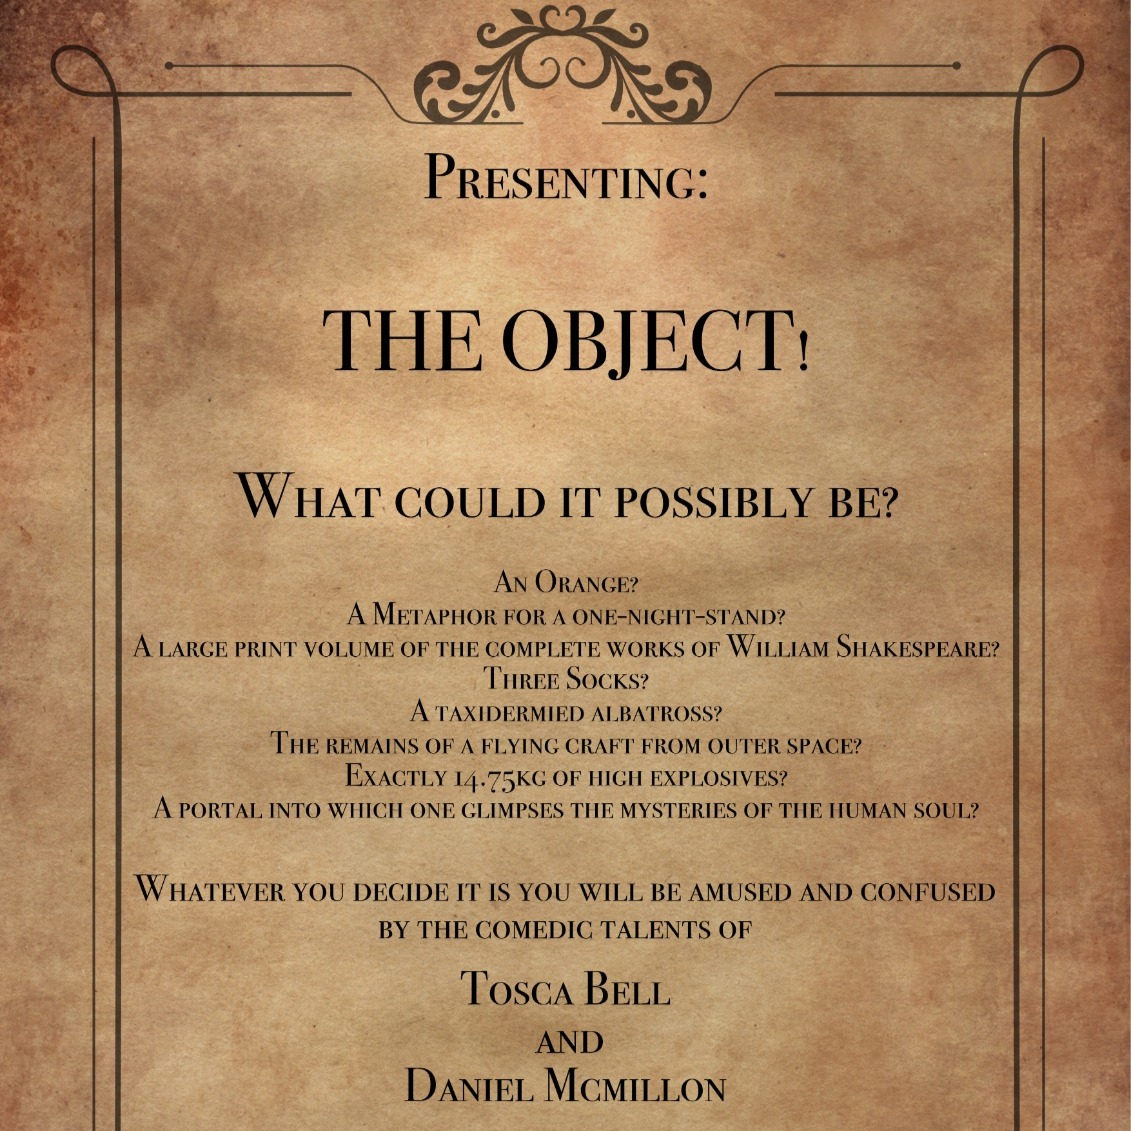 Presenting:
THE OBJECT!
What could it possibly be?
An Orange?
A Metaphor for a one-night-stand?
A large print volume of the complete works of William Shakespeare?
Three Socks?
A taxidermied albatross?
The remains of a flying craft from outer space?
Exactly 14.75kg of high explosives?
A portal into which one glimpses the mysteries of the human soul?
Whatever you decide it is you will be amused and confused
by the comedic talents of
Tosca Bell
and
Daniel Mcmillon